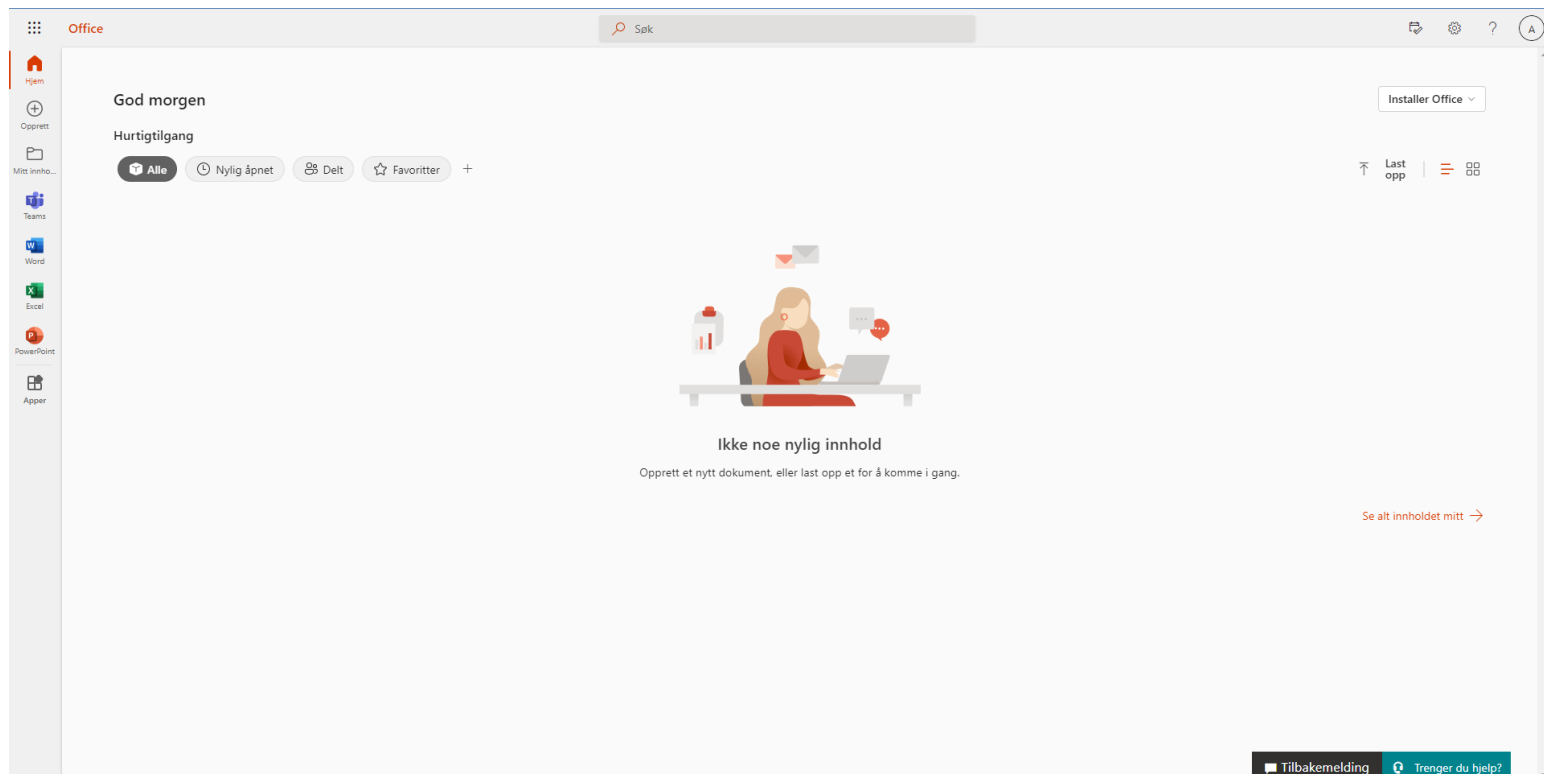 Office
Søk
A
Hjem
Opprett
Mitt innho...
Teams
Word
Excel
PowerPoint
Apper
God morgen
Installer Office
Hurtigtilgang
Alle
Nylig åpnet
Delt
Favoritter
Last
opp
Ikke noe nylig innhold
Opprett et nytt dokument, eller last opp et for å komme i gang.
Se alt innholdet mitt
Tilbakemelding
Trenger du hjelp?